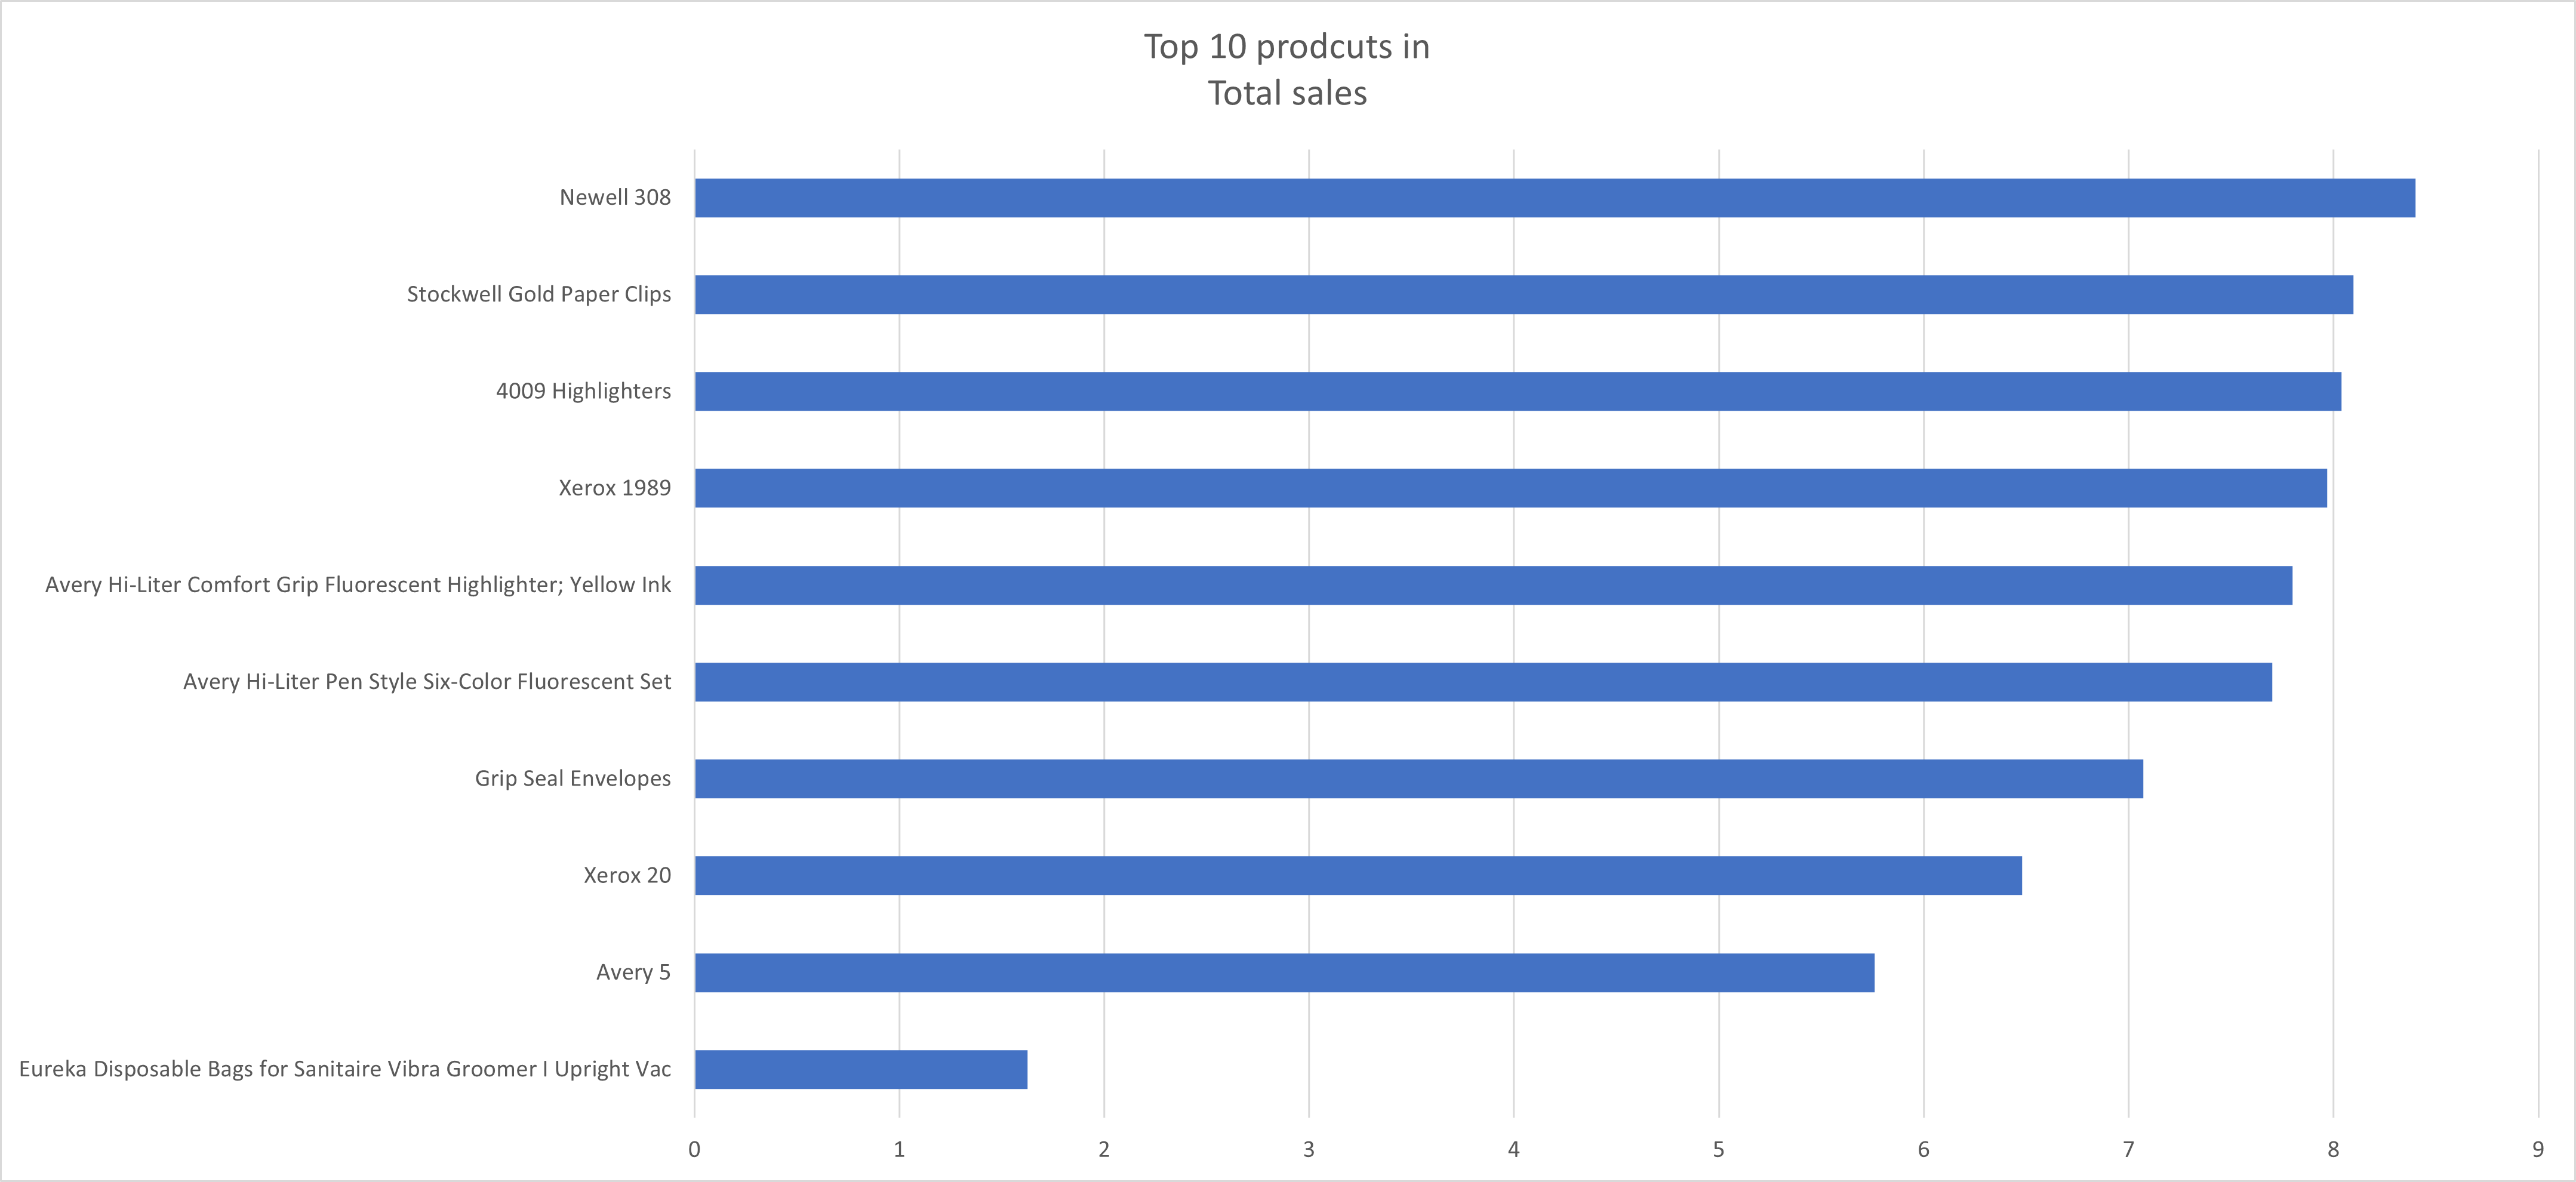 Top 10 prodcuts in
Total sales
Newell 308
Stockwell Gold Paper Clips
4009 Highlighters
Xerox 1989
Avery Hi-Liter Comfort Grip Fluorescent Highlighter; Yellow Ink
Avery Hi-Liter Pen Style Six-Color Fluorescent Set
Grip Seal Envelopes
Xerox 20
Avery 5
Eureka Disposable Bags for Sanitaire Vibra Groomer I Upright Vac
0 1 2 3 4 5 6 7 8 9